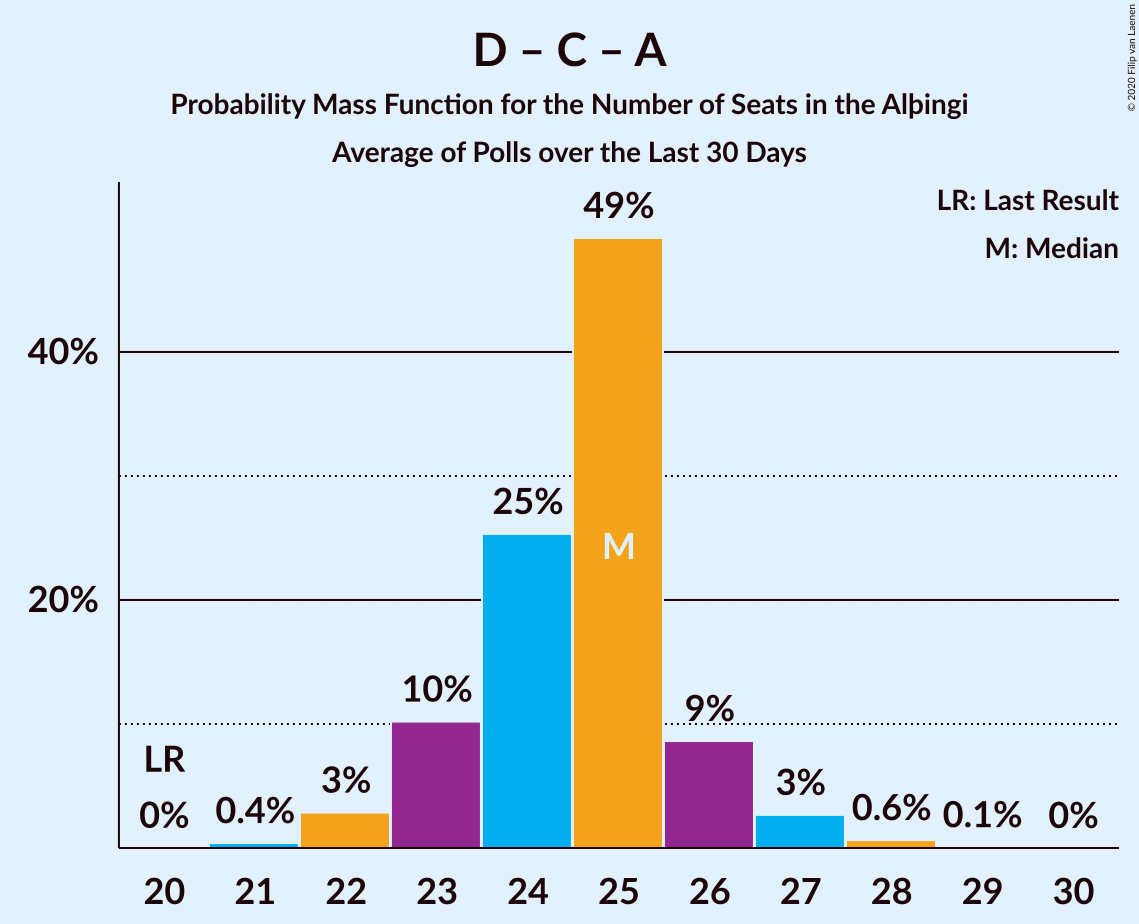 D – C – A
Probability Mass Function for the Number of Seats in the Alþingi
Average of Polls over the Last 30 Days
© 2020 Filip van Laenen
LR: Last Result
M: Median
49%
40%
25%
M
20%
10%
9%
LR
0%
0.4%
3%
3%
0.6%
0.1%
0%
20 21 22 23 24 25 26 27 28 29 30